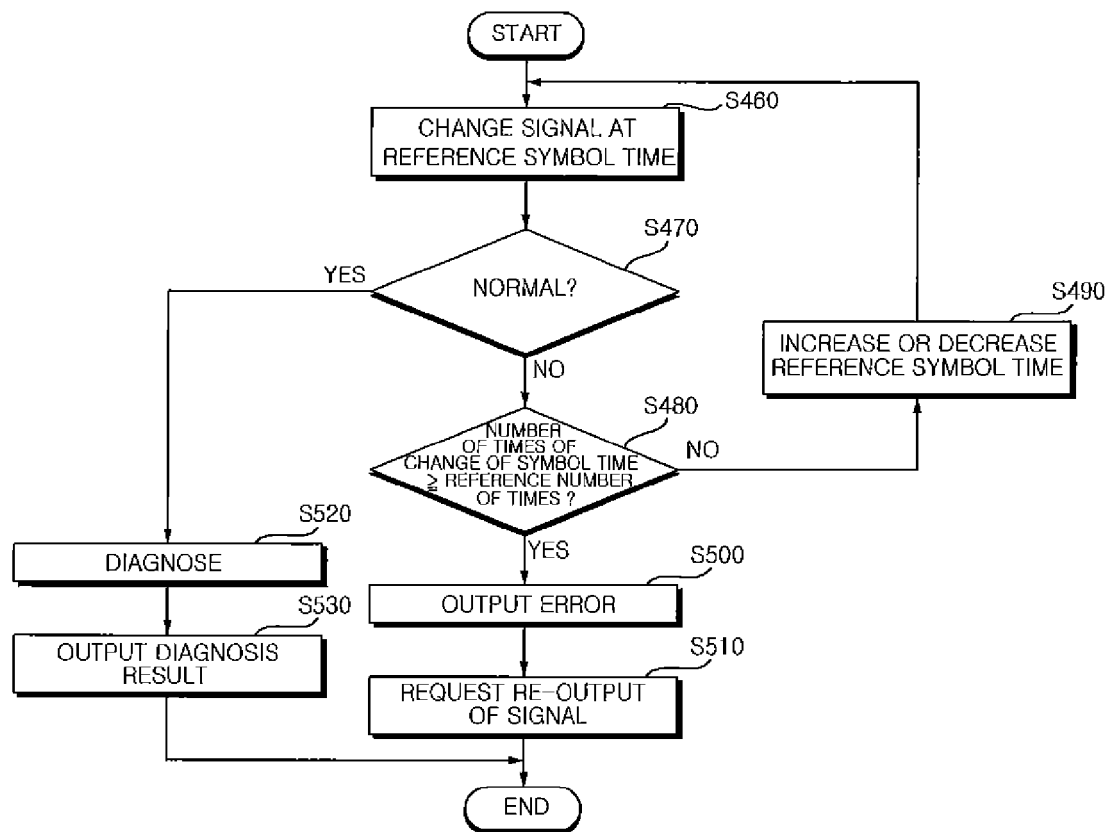 START
S460
CHANGE SIGNAL AT
REFERENCE SYMBOL TIME
S470
YES
NORMAL?
NO
S490
INCREASE OR DECREASE
REFERENCE SYMBOL TIME
S480
NUMBER
OF TIMES OF
CHANGE OF SYMBOL TIME
≥ REFERENCE NUMBER
OF TIMES ?
NO
YES
S520
DIAGNOSE
S500
OUTPUT ERROR
S530
OUTPUT DIAGNOSIS
RESULT
S510
REQUEST RE-OUTPUT
OF SIGNAL
END